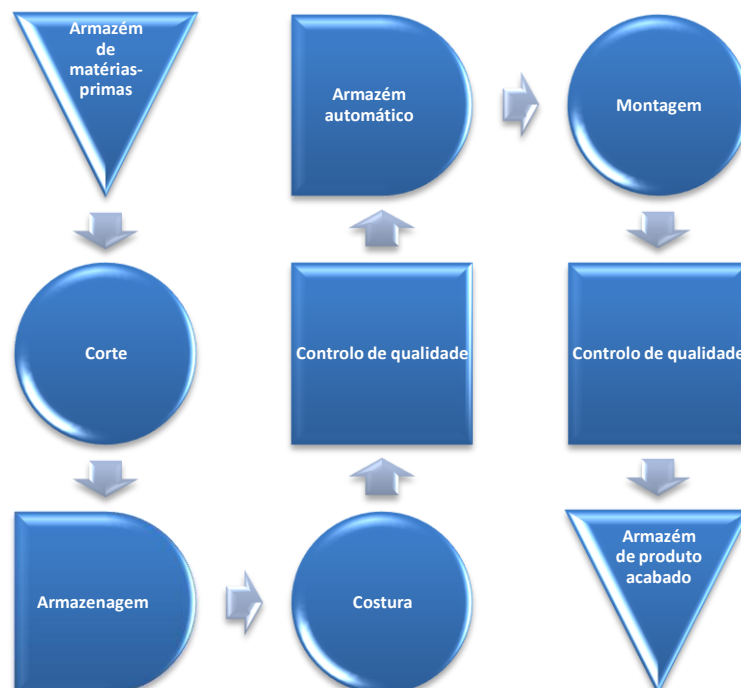 Armazém
de
matérias-
primas
Corte
Armazenagem
Costura
Controlo de qualidade
Armazém
automático
Montagem
Controlo de qualidade
Armazém
de produto
acabado